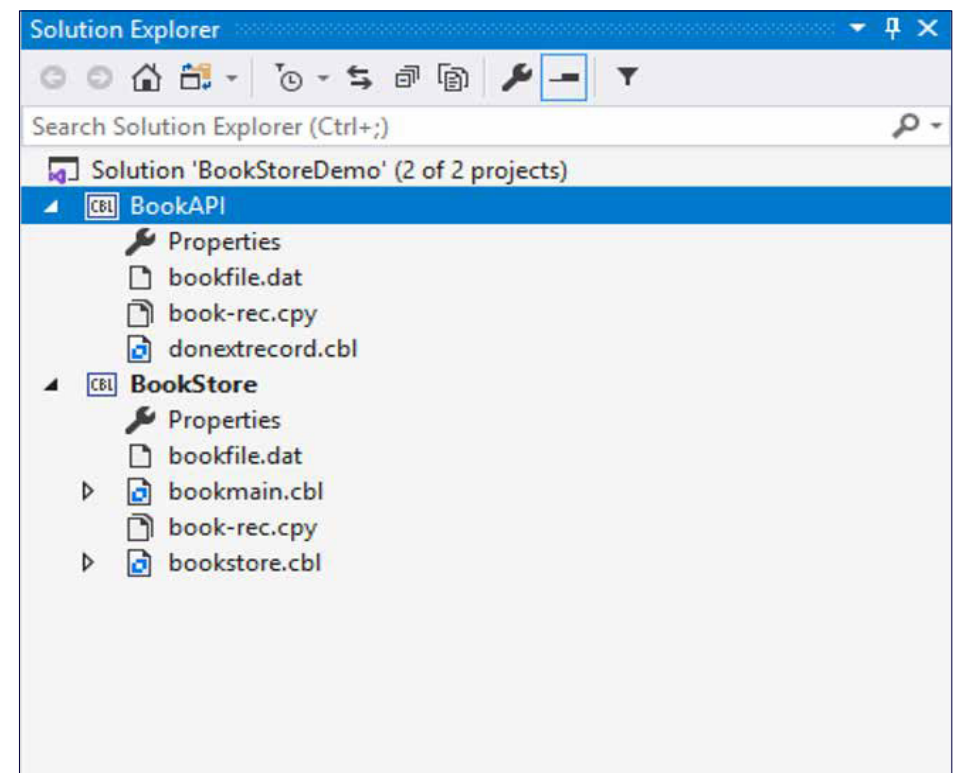 Solution Explorer
Search Solution Explorer (Ctrl+;)
Solution 'BookStoreDemo' (2 of 2 projects)
CBL BookAPI
Properties
bookfile.dat
book-rec.cpy
donextrecord.cbl
CBL BookStore
Properties
bookfile.dat
bookmain.cbl
book-rec.cpy
bookstore.cbl